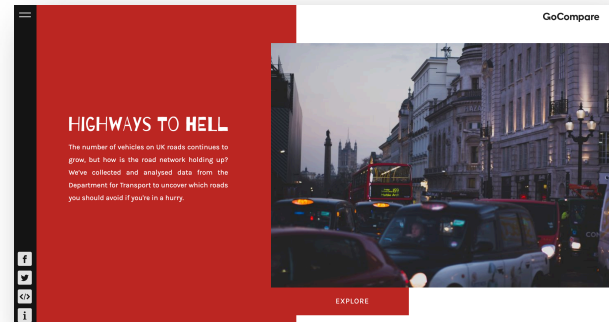 GoCompare
HIGHWAYS TO HELL
The number of vehicles on UK roads continues to
grow, but how is the road network holding up?
We've collected and analysed data from the
Department for Transport to uncover which roads
you should avoid if you're in a hurry.
f
</>
i
EXPLORE